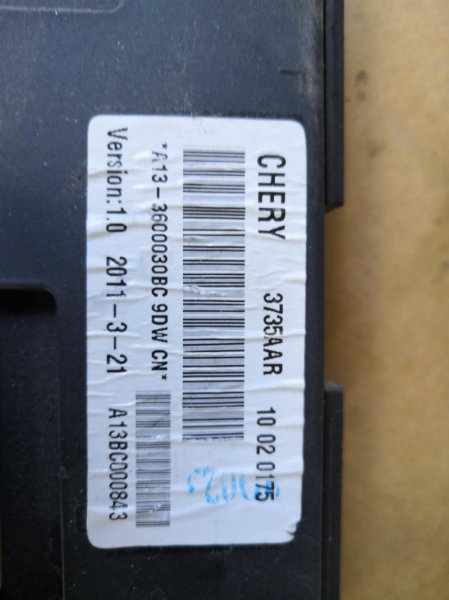 CHERY 3735AAR 10 02 0175
*A13-3600030BC 9DW CN*
Version:1.0 2011-3-21 A13BC000843